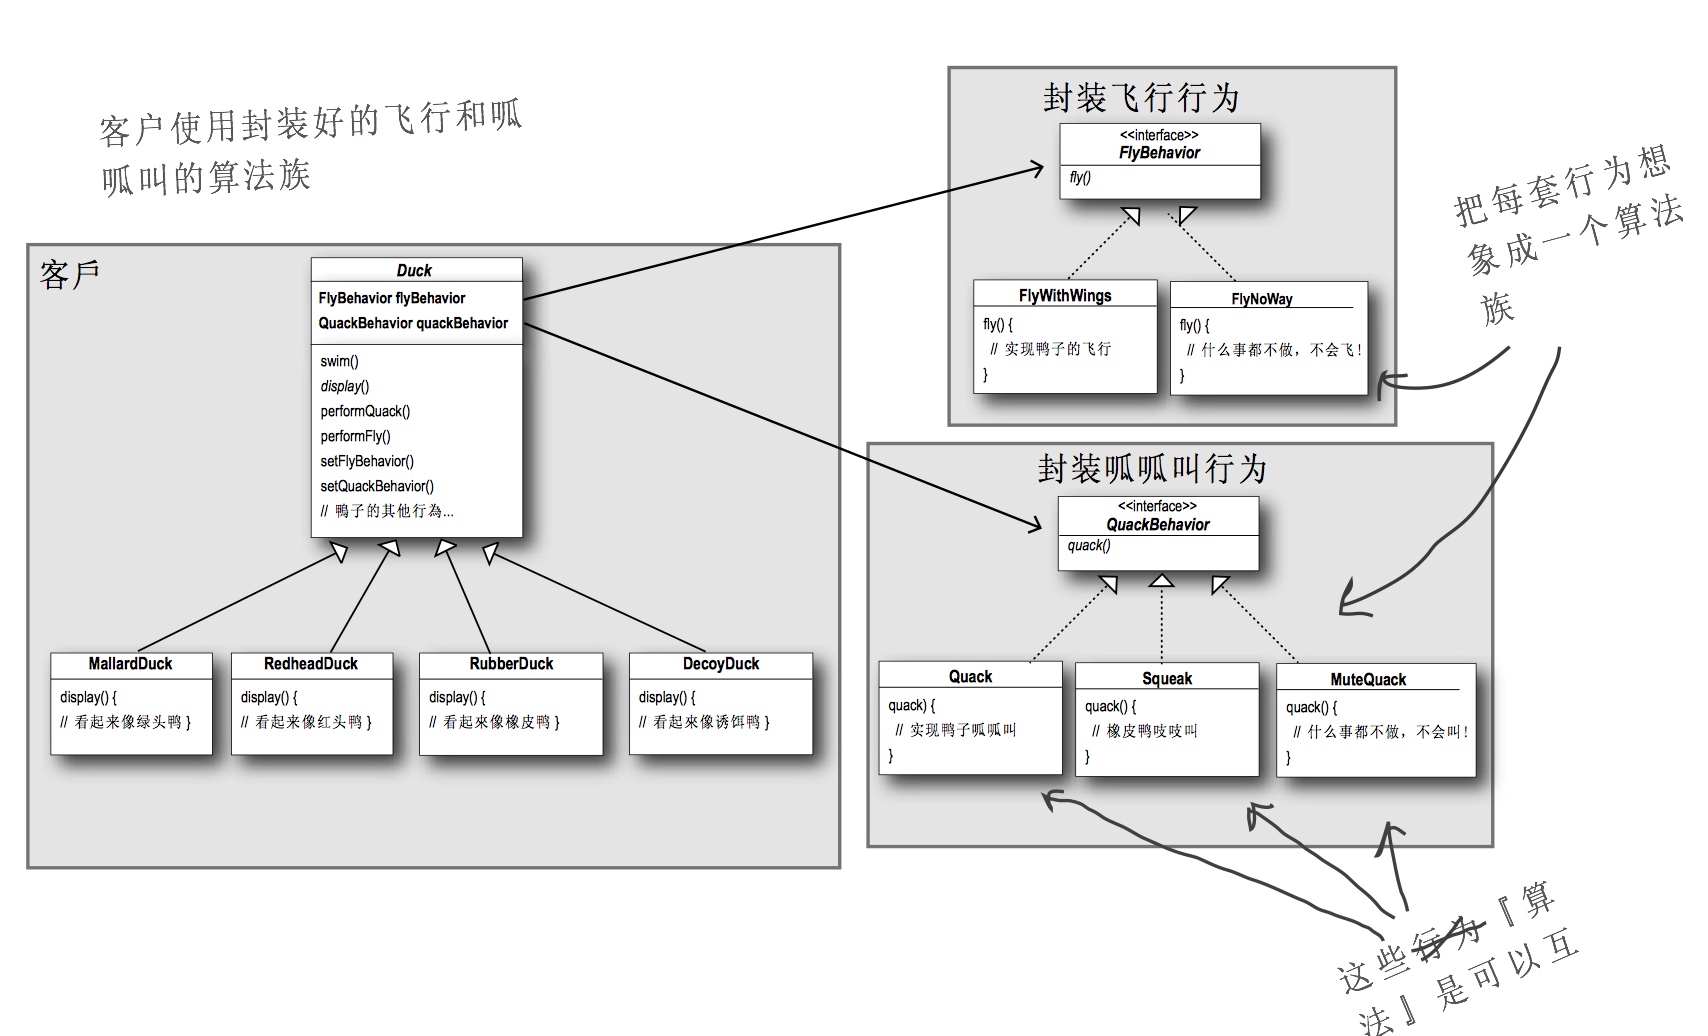 客户使用封装好的飞行和呱
呱叫的算法族
客戶
Duck
FlyBehavior flyBehavior
QuackBehavior quackBehavior
swim()
display()
performQuack()
performFly()
setFlyBehavior()
setQuackBehavior()
// 鸭子的其他行為...
MallardDuck
display() {
// 看起来像绿头鸭 }
RedheadDuck
display() {
// 看起来像红头鸭 }
RubberDuck
display() {
// 看起來像橡皮鸭 }
DecoyDuck
display() {
// 看起來像诱饵鸭 }
封装飞行行为
<<interface>>
FlyBehavior
fly()
FlyWithWings
fly() {
// 实现鸭子的飞行
}
FlyNoWay
fly() {
// 什么事都不做，不会飞！
}
把每套行为想
象成一个算法
族
封装呱呱叫行为
<<interface>>
QuackBehavior
quack()
Quack
quack) {
// 实现鸭子呱呱叫
}
Squeak
quack() {
// 橡皮鸭吱吱叫
}
MuteQuack
quack() {
// 什么事都不做，不会叫！
}
这些行为『算
法』是可以互